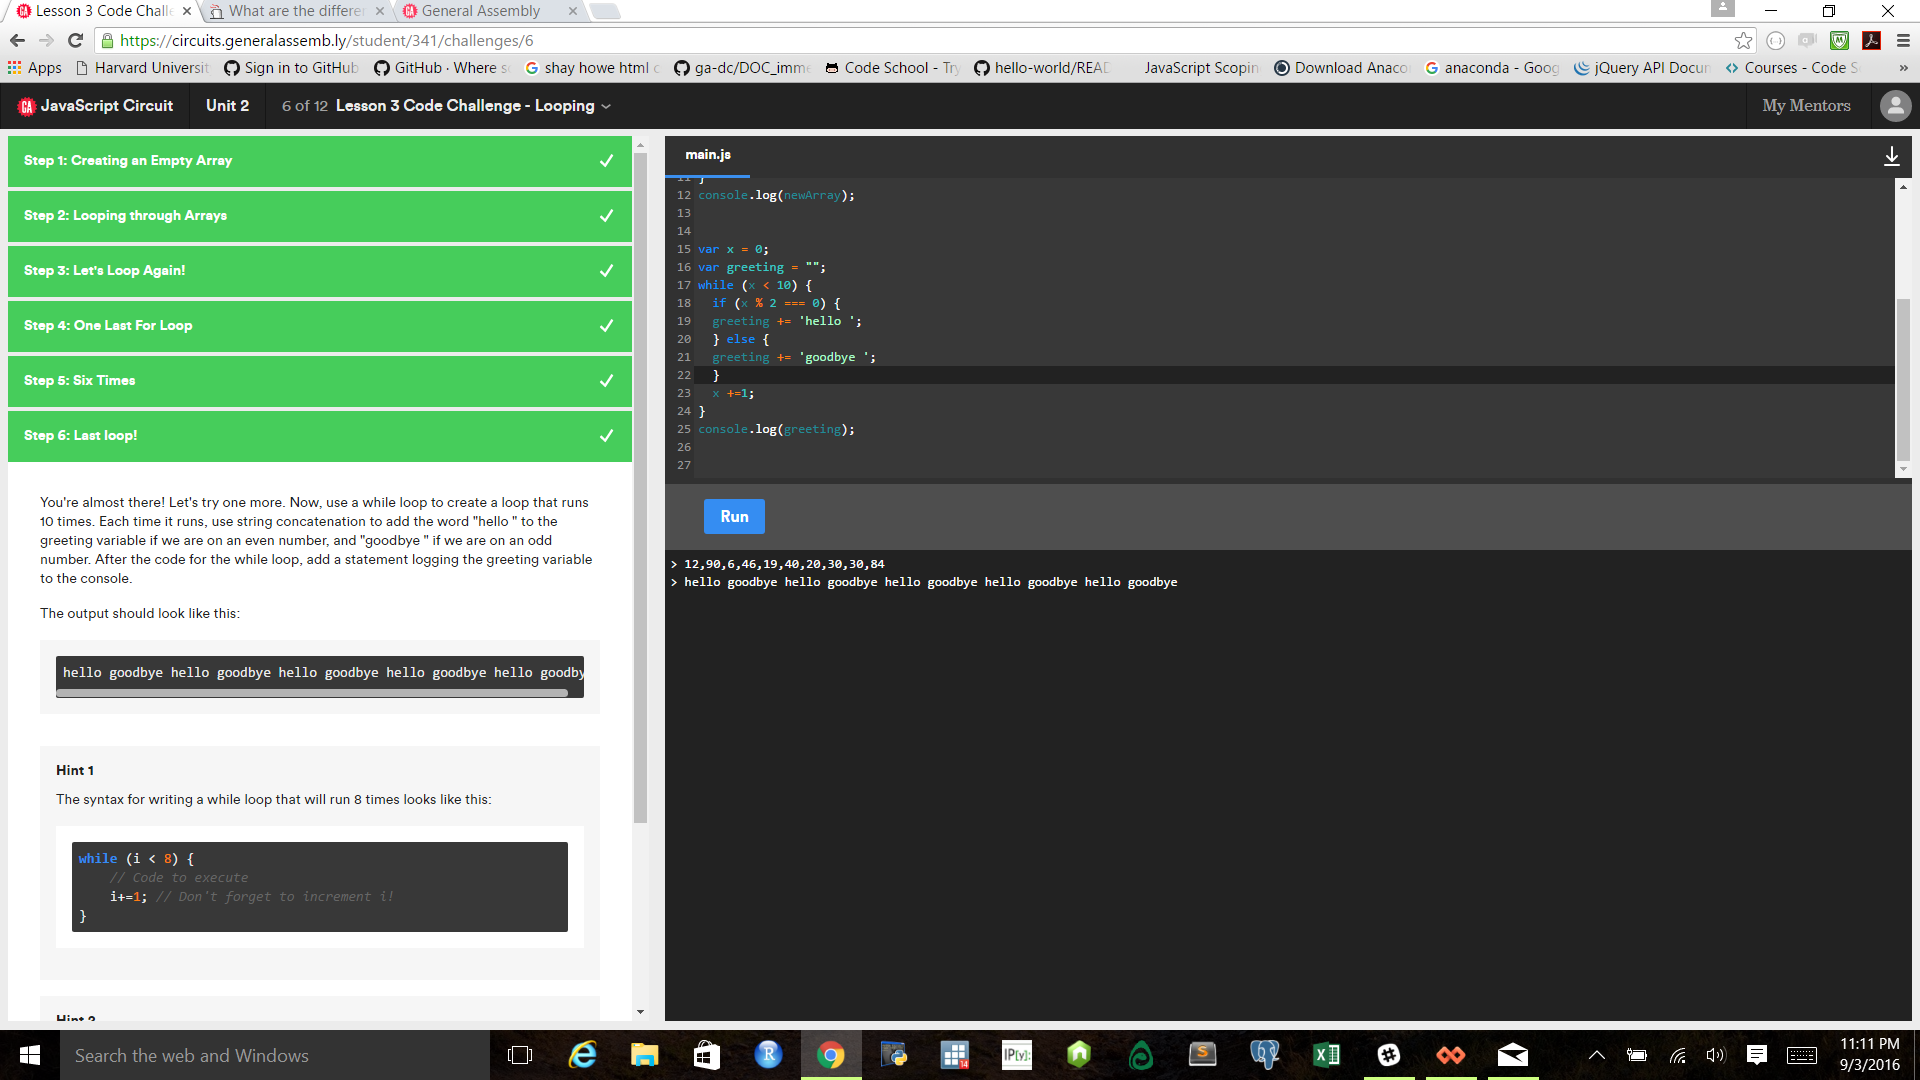 Lesson 3 Code Challe
What are the differen
General Assembly
https://circuits.generalassemb.ly/student/341/challenges/6
Apps
Harvard Universit
Sign in to GitHub
GitHub · Where s
shay howe html c
ga-dc/DOC_imme
Code School - Try
hello-world/READ
JavaScript Scopin
Download Anaco
anaconda - Goog
jQuery API Docun
Courses - Code S
»
GA JavaScript Circuit
Unit 2
6 of 12 Lesson 3 Code Challenge - Looping
My Mentors
Step 1: Creating an Empty Array
Step 2: Looping through Arrays
Step 3: Let's Loop Again!
Step 4: One Last For Loop
Step 5: Six Times
Step 6: Last loop!
You're almost there! Let's try one more. Now, use a while loop to create a loop that runs
10 times. Each time it runs, use string concatenation to add the word "hello " to the
greeting variable if we are on an even number, and "goodbye " if we are on an odd
number. After the code for the while loop, add a statement logging the greeting variable
to the console.
The output should look like this:
hello goodbye hello goodbye hello goodbye hello goodbye hello goodby
Hint 1
The syntax for writing a while loop that will run 8 times looks like this:
while (i < 8) {
// Code to execute
i+=1; // Don't forget to increment i!
}
Hint 2
main.js
11 }
12 console.log(newArray);
13
14
15 var x = 0;
16 var greeting = "";
17 while (x < 10) {
18 if (x % 2 === 0) {
19 greeting += 'hello ';
20 } else {
21 greeting += 'goodbye ';
22 }
23 x +=1;
24 }
25 console.log(greeting);
26
27
Run
> 12,90,6,46,19,40,20,30,30,84
> hello goodbye hello goodbye hello goodbye hello goodbye hello goodbye
Search the web and Windows
R
14
IP[y]:
S
11:11 PM
9/3/2016